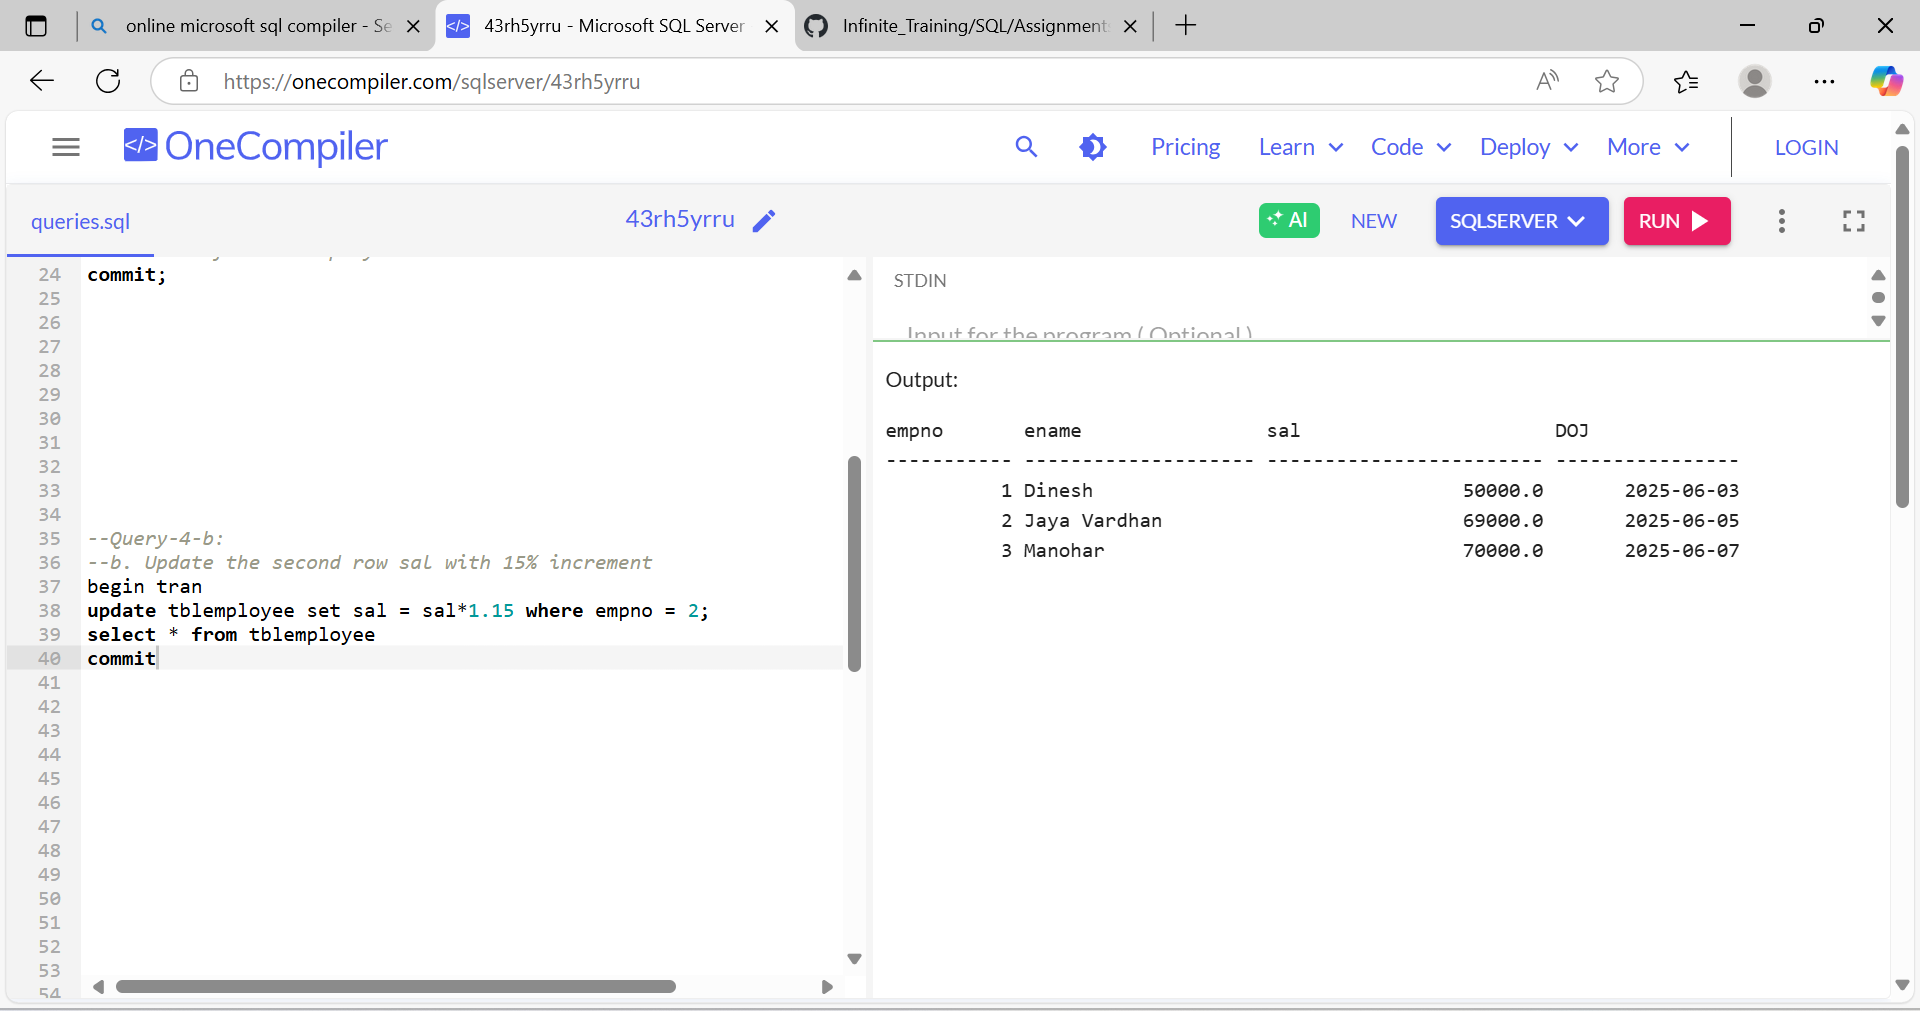 online microsoft sql compiler - Se
43rh5yrru - Microsoft SQL Server
Infinite_Training/SQL/Assignment
https://onecompiler.com/sqlserver/43rh5yrru
</> OneCompiler
Pricing
Learn
Code
Deploy
More
LOGIN
queries.sql
43rh5yrru
AI
NEW
SQLSERVER
RUN
24 commit;
25
26
27
28
29
30
31
32
33
34
35 --Query-4-b:
36 --b. Update the second row sal with 15% increment
37 begin tran
38 update tblemployee set sal = sal*1.15 where empno = 2;
39 select * from tblemployee
40 commit
41
42
43
44
45
46
47
48
49
50
51
52
53
54
STDIN
Input for the program ( Optional )
Output:
empno ename sal DOJ
----------- -------------------- ------------------------ ----------------
1 Dinesh 50000.0 2025-06-03
2 Jaya Vardhan 69000.0 2025-06-05
3 Manohar 70000.0 2025-06-07